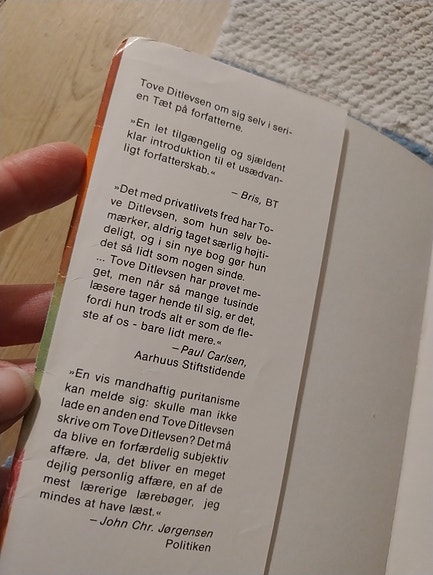 Tove Ditlevsen om sig selv i seri-
en Tæt på forfatterne.
»En let tilgængelig og sjældent
klar introduktion til et usædvan-
ligt forfatterskab.«
– Bris, BT
»Det med privatlivets fred har To-
ve Ditlevsen, som hun selv be-
mærker, aldrig taget særlig højti-
deligt, og i sin nye bog gør hun
det så lidt som nogen sinde.
... Tove Ditlevsen har prøvet me-
get, men når så mange tusinde
læsere tager hende til sig, er det,
fordi hun trods alt er som de fle-
ste af os - bare lidt mere.«
– Paul Carlsen,
Aarhuus Stiftstidende
»En vis mandhaftig puritanisme
kan melde sig: skulle man ikke
lade en anden end Tove Ditlevsen
skrive om Tove Ditlevsen? Det må
da blive en forfærdelig subjektiv
affære. Ja, det bliver en meget
dejlig personlig affære, en af de
mest lærerige lærebøger, jeg
mindes at have læst.«
– John Chr. Jørgensen
Politiken